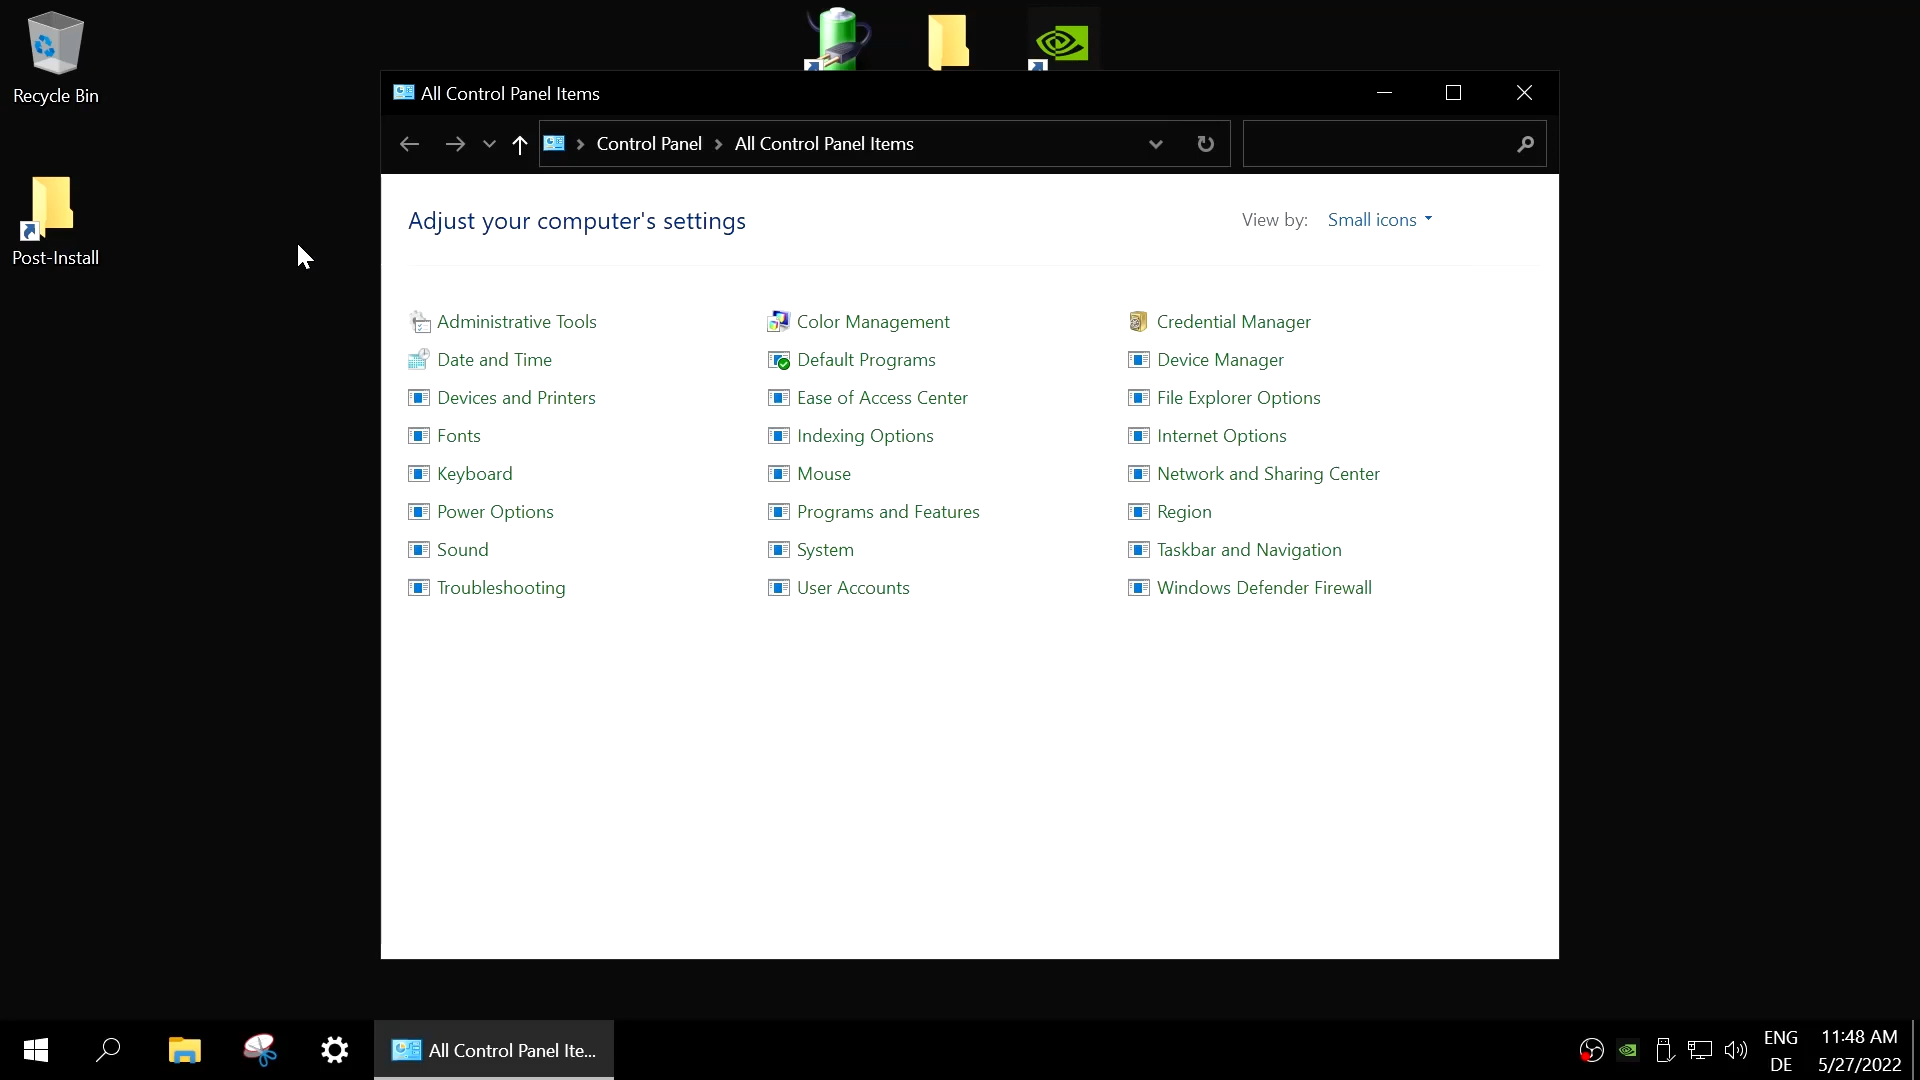 Recycle Bin
Post-Install
All Control Panel Items
Control Panel
All Control Panel Items
Adjust your computer's settings
View by:
Small icons
Administrative Tools
Color Management
Credential Manager
Date and Time
Default Programs
Device Manager
Devices and Printers
Ease of Access Center
File Explorer Options
Fonts
Indexing Options
Internet Options
Keyboard
Mouse
Network and Sharing Center
Power Options
Programs and Features
Region
Sound
System
Taskbar and Navigation
Troubleshooting
User Accounts
Windows Defender Firewall
All Control Panel Ite...
ENG
DE
11:48 AM
5/27/2022